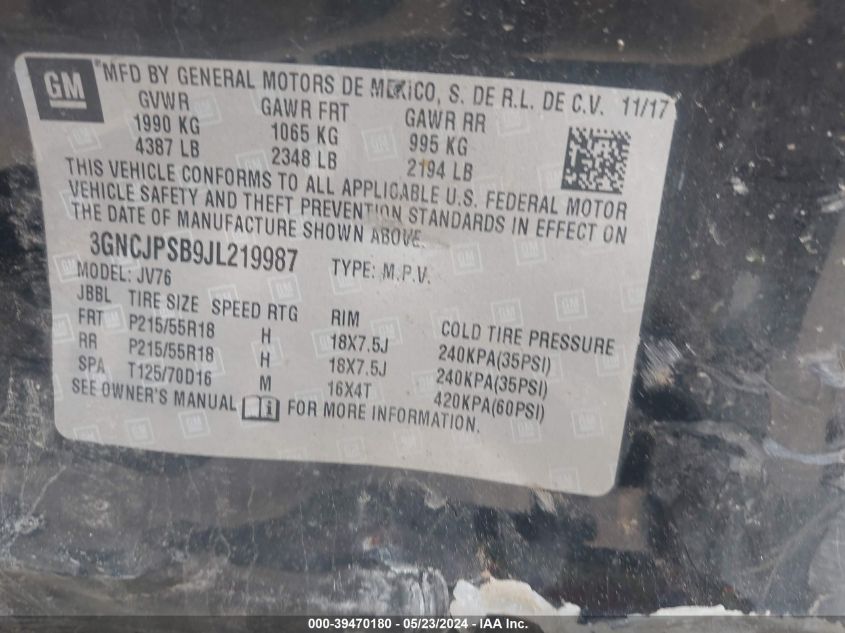 GM
MFD BY GENERAL MOTORS DE MEXICO, S. DE R.L. DE C.V. 11/17
GVWR GAWR FRT GAWR RR
1990 KG 1065 KG 995 KG
4387 LB 2348 LB 2194 LB
THIS VEHICLE CONFORMS TO ALL APPLICABLE U.S. FEDERAL MOTOR
VEHICLE SAFETY AND THEFT PREVENTION STANDARDS IN EFFECT ON
THE DATE OF MANUFACTURE SHOWN ABOVE.
3GNCJPSB9JL219987 TYPE: M.P.V.
MODEL: JV76
JBBL TIRE SIZE SPEED RTG RIM COLD TIRE PRESSURE
FRT P215/55R18 H 18X7.5J 240KPA(35PSI)
RR P215/55R18 H 18X7.5J 240KPA(35PSI)
SPA T125/70D16 M 16X4T 420KPA(60PSI)
SEE OWNER'S MANUAL FOR MORE INFORMATION.
000-39470180 - 05/23/2024 - IAA Inc.